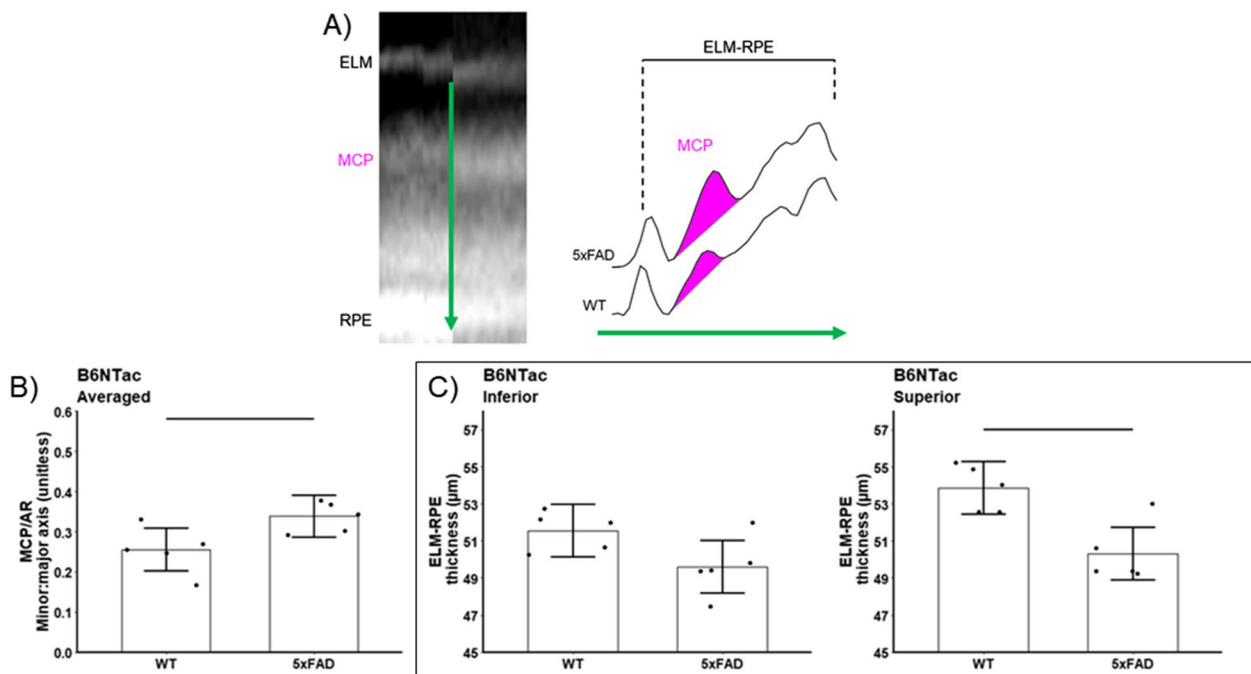 A)
ELM
MCP
RPE
ELM-RPE
MCP
5xFAD
WT
B)
B6NTac
Averaged
MCP/AR
Minor:major axis (unitless)
0.6
0.5
0.4
0.3
0.2
0.1
0.0
WT
5xFAD
C)
B6NTac
Inferior
ELM-RPE
thickness (µm)
57
55
53
51
49
47
45
WT
5xFAD
B6NTac
Superior
ELM-RPE
thickness (µm)
57
55
53
51
49
47
45
WT
5xFAD